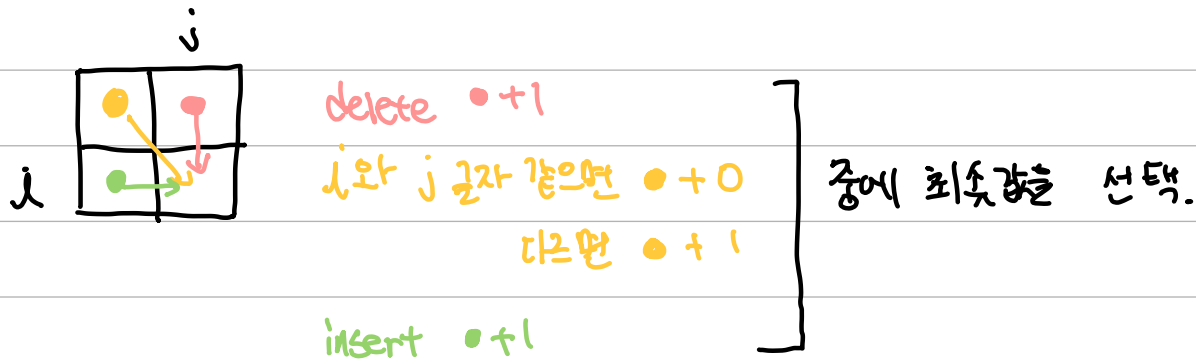 j
delete ● +1
i
i와 j 글자 같으면 ● + 0
다르면 ● + 1
중에 최솟값을 선택.
insert ● +1